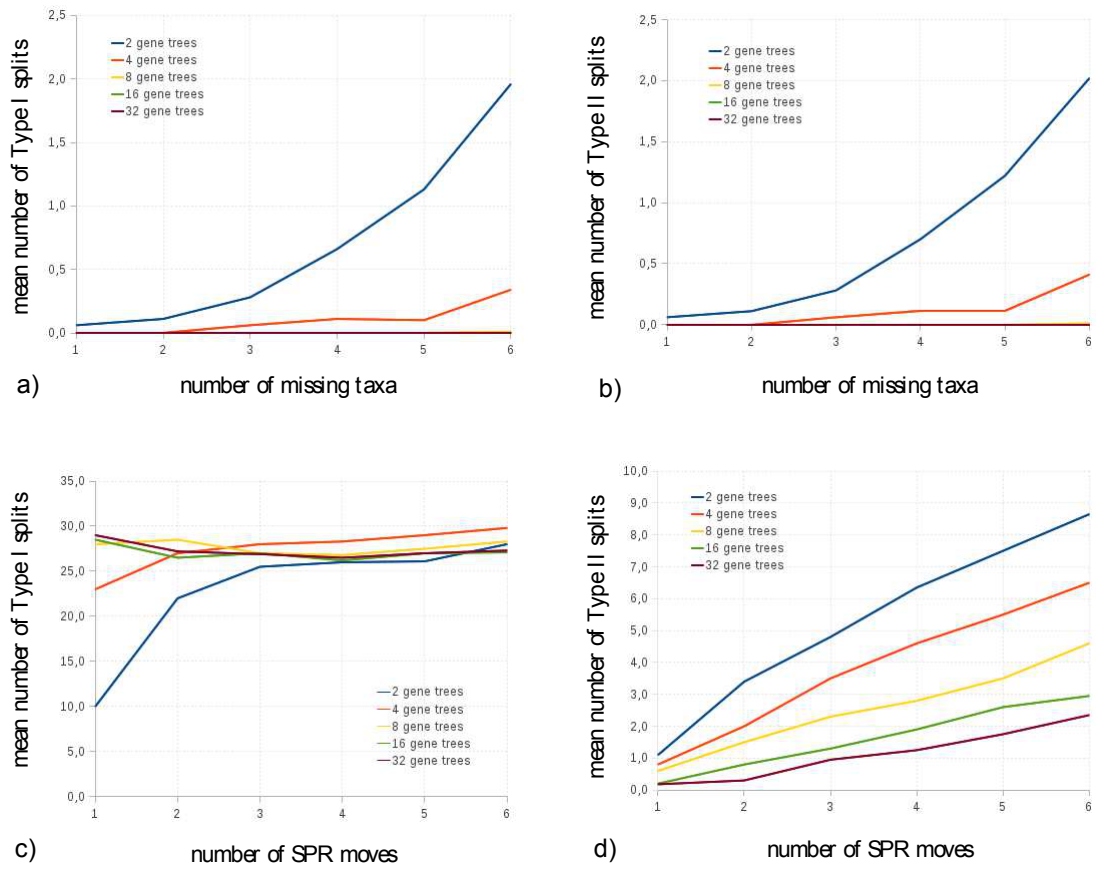 mean number of Type I splits
2,5
2,0
1,5
1,0
0,5
0,0
2 gene trees
4 gene trees
8 gene trees
16 gene trees
32 gene trees
1 2 3 4 5 6
a) number of missing taxa
mean number of Type II splits
2,5
2,0
1,5
1,0
0,5
0,0
2 gene trees
4 gene trees
8 gene trees
16 gene trees
32 gene trees
1 2 3 4 5 6
b) number of missing taxa
mean number of Type I splits
35,0
30,0
25,0
20,0
15,0
10,0
5,0
0,0
2 gene trees
4 gene trees
8 gene trees
16 gene trees
32 gene trees
1 2 3 4 5 6
c) number of SPR moves
mean number of Type II splits
10,0
9,0
8,0
7,0
6,0
5,0
4,0
3,0
2,0
1,0
0,0
2 gene trees
4 gene trees
8 gene trees
16 gene trees
32 gene trees
1 2 3 4 5 6
d) number of SPR moves